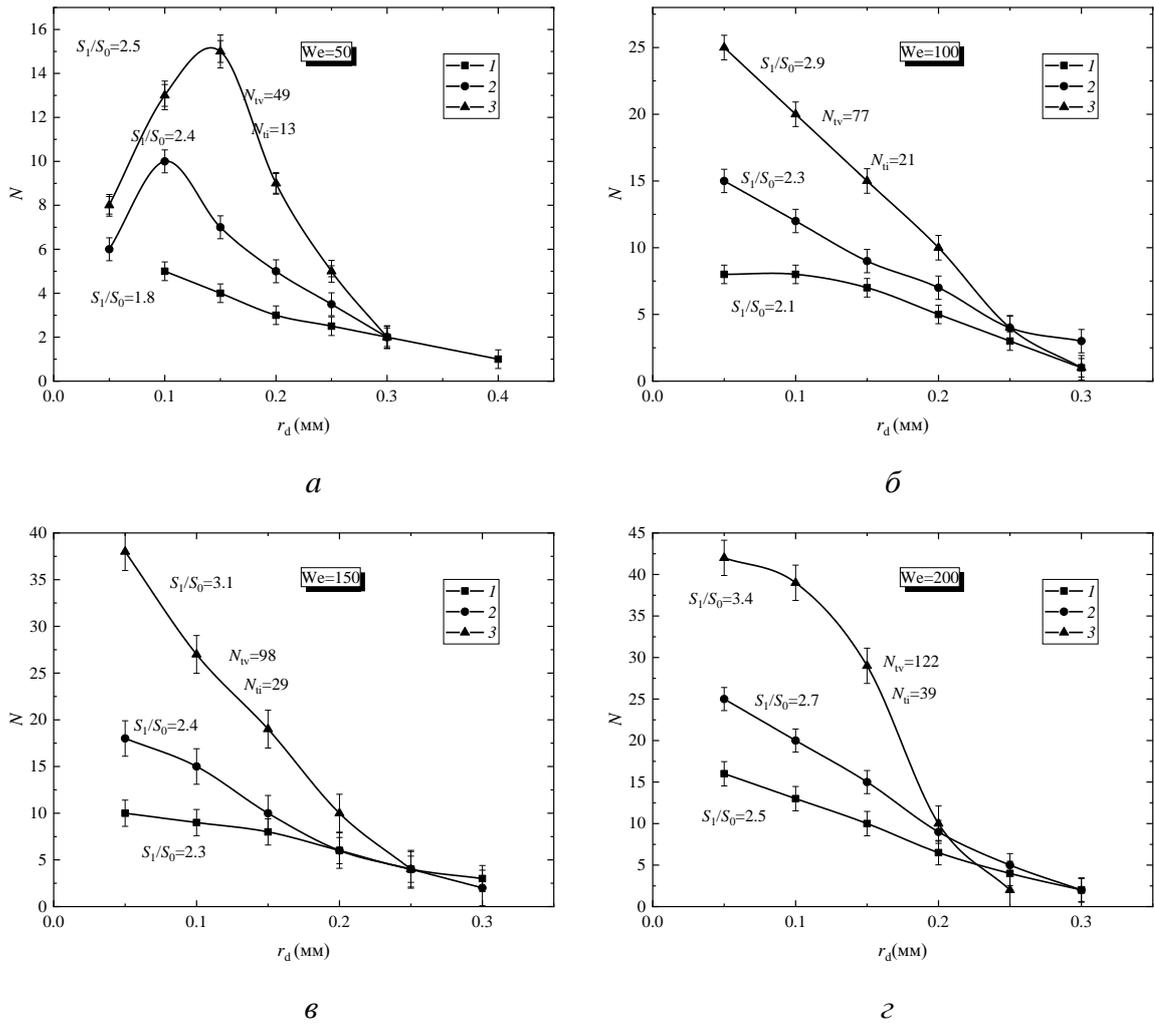 16
14
12
10
8
6
4
2
0
N
S1/S0=2.5
We=50
1
2
3
Ntv=49
Nti=13
S1/S0=2.4
S1/S0=1.8
0.0 0.1 0.2 0.3 0.4
rd (мм)
а
25
20
15
10
5
0
N
We=100
1
2
3
S1/S0=2.9
Ntv=77
Nti=21
S1/S0=2.3
S1/S0=2.1
0.0 0.1 0.2 0.3
rd (мм)
б
40
35
30
25
20
15
10
5
0
N
We=150
1
2
3
S1/S0=3.1
Ntv=98
Nti=29
S1/S0=2.4
S1/S0=2.3
0.0 0.1 0.2 0.3
rd (мм)
в
45
40
35
30
25
20
15
10
5
0
N
We=200
1
2
3
S1/S0=3.4
Ntv=122
Nti=39
S1/S0=2.7
S1/S0=2.5
0.0 0.1 0.2 0.3
rd(мм)
г